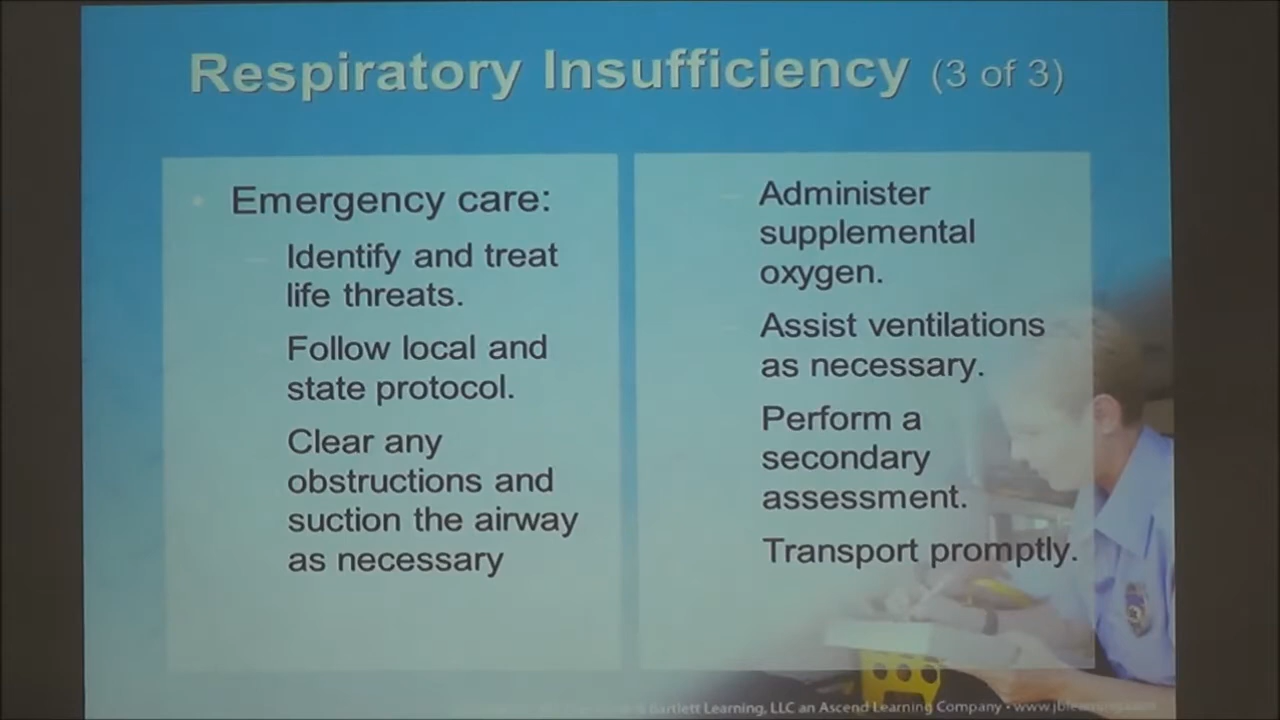 Respiratory Insufficiency (3 of 3)
• Emergency care:
– Identify and treat
life threats.
Follow local and
state protocol.
Clear any
obstructions and
suction the airway
as necessary
– Administer
supplemental
oxygen.
– Assist ventilations
as necessary.
Perform a
secondary
assessment.
Transport promptly.
Bartlett Learning, LLC an Ascend Learning Company •